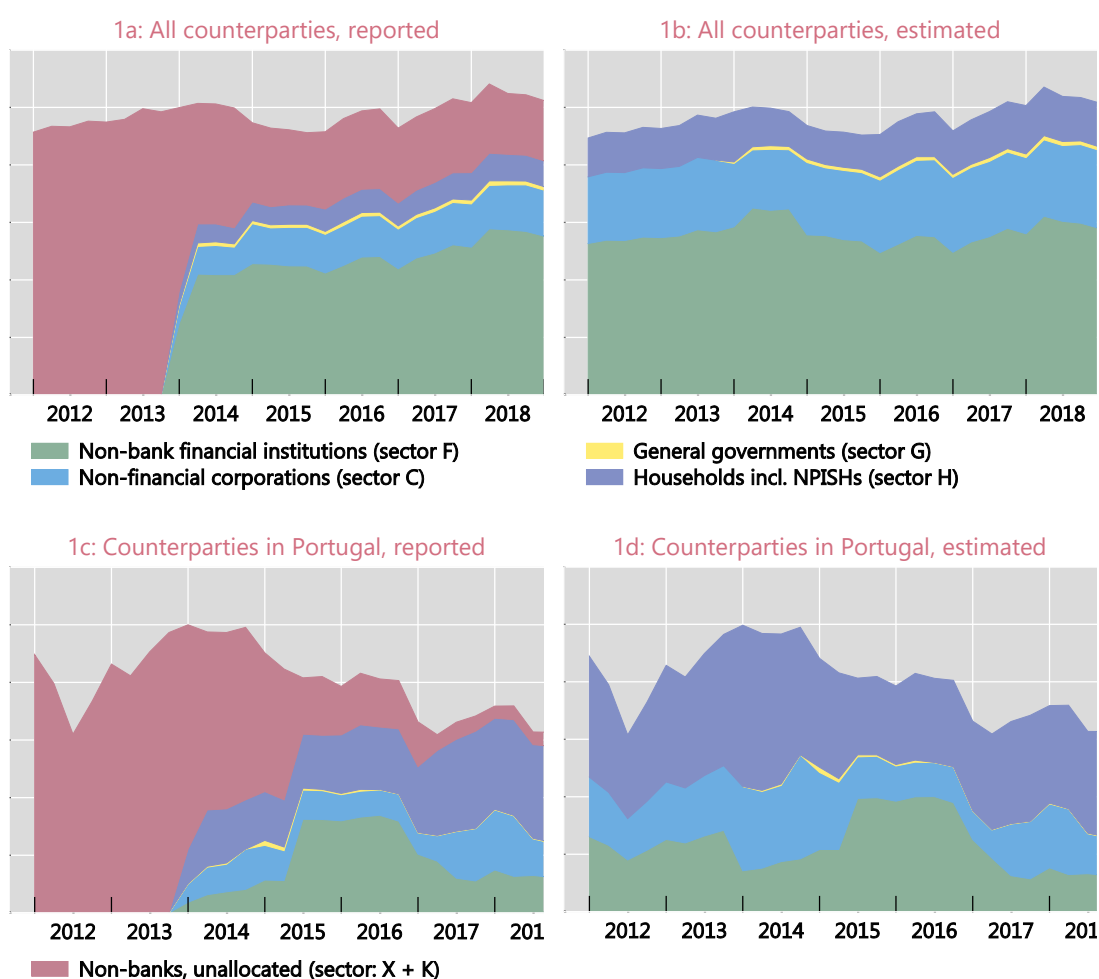 1a: All counterparties, reported
1b: All counterparties, estimated
2012 2013 2014 2015 2016 2017 2018
2012 2013 2014 2015 2016 2017 2018
Non-bank financial institutions (sector F)
Non-financial corporations (sector C)
General governments (sector G)
Households incl. NPISHs (sector H)
1c: Counterparties in Portugal, reported
1d: Counterparties in Portugal, estimated
2012 2013 2014 2015 2016 2017 201
2012 2013 2014 2015 2016 2017 201
Non-banks, unallocated (sector: X + K)